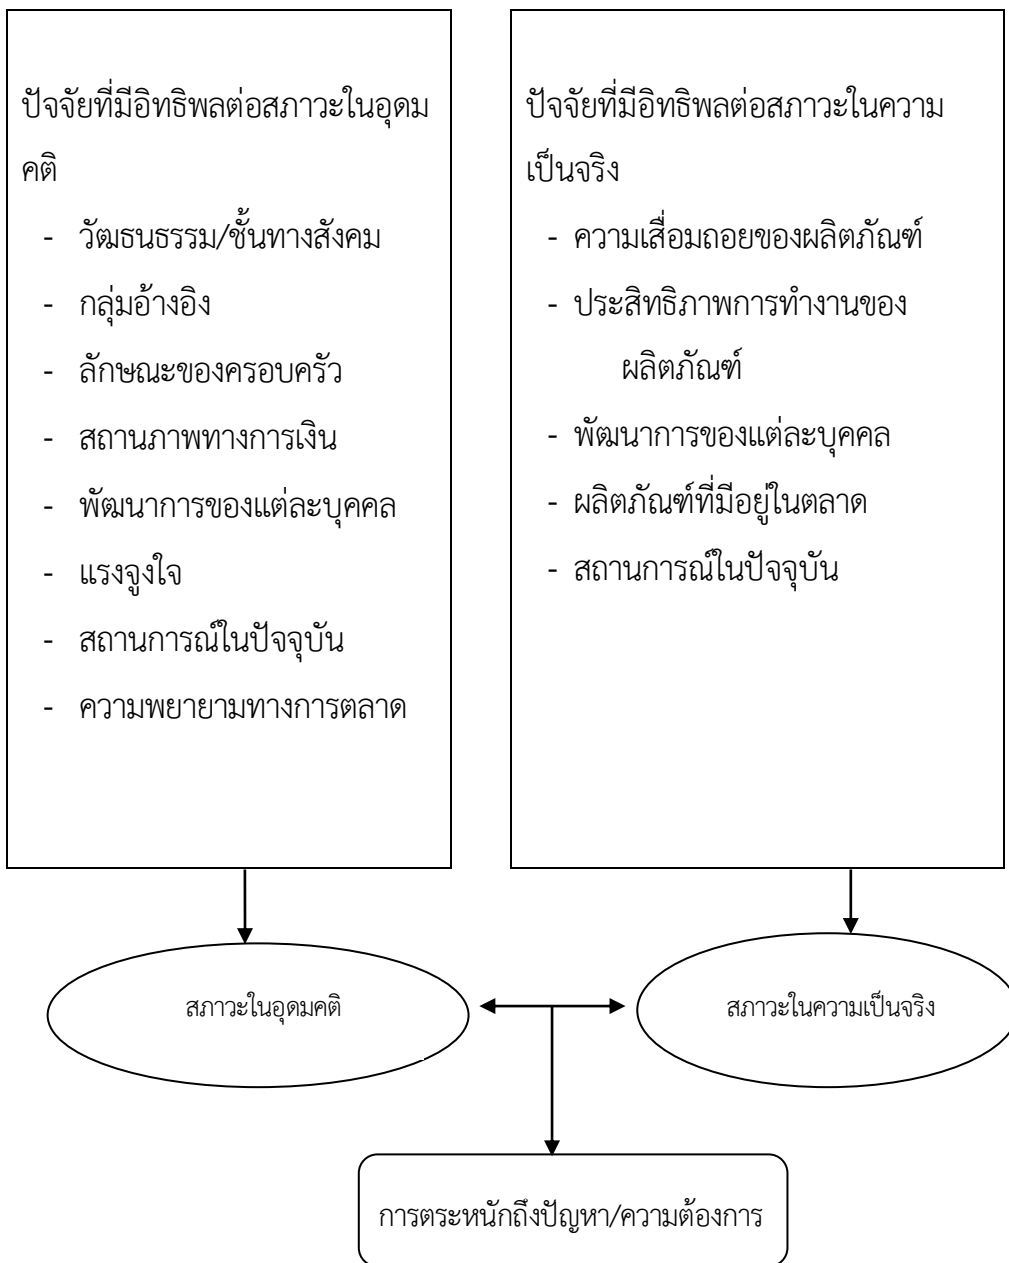 ปัจจัยที่มีอิทธิพลต่อสภาวะในอุดม
คติ
- วัฒนธรรม/ชั้นทางสังคม
- กลุ่มอ้างอิง
- ลักษณะของครอบครัว
- สถานภาพทางการเงิน
- พัฒนาการของแต่ละบุคคล
- แรงจูงใจ
- สถานการณ์ในปัจจุบัน
- ความพยายามทางการตลาด
ปัจจัยที่มีอิทธิพลต่อสภาวะในความ
เป็นจริง
- ความเสื่อมถอยของผลิตภัณฑ์
- ประสิทธิภาพการทำงานของ
ผลิตภัณฑ์
- พัฒนาการของแต่ละบุคคล
- ผลิตภัณฑ์ที่มีอยู่ในตลาด
- สถานการณ์ในปัจจุบัน
สภาวะในอุดมคติ
สภาวะในความเป็นจริง
การตระหนักถึงปัญหา/ความต้องการ